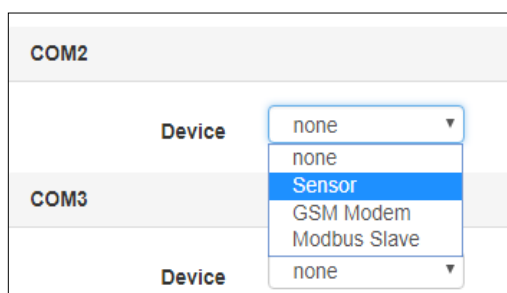 COM2
Device none
none
Sensor
COM3
GSM Modem
Modbus Slave
Device none